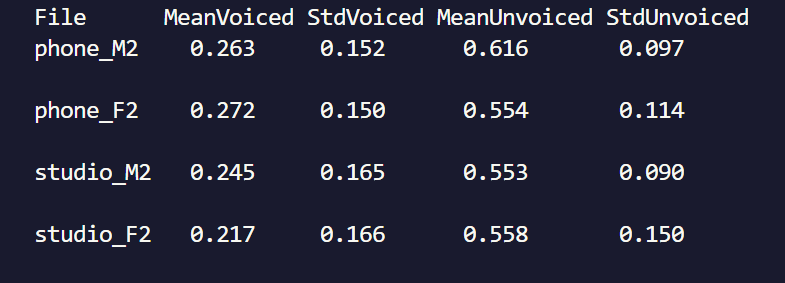 File MeanVoiced StdVoiced MeanUnvoiced StdUnvoiced
phone_M2 0.263 0.152 0.616 0.097
phone_F2 0.272 0.150 0.554 0.114
studio_M2 0.245 0.165 0.553 0.090
studio_F2 0.217 0.166 0.558 0.150